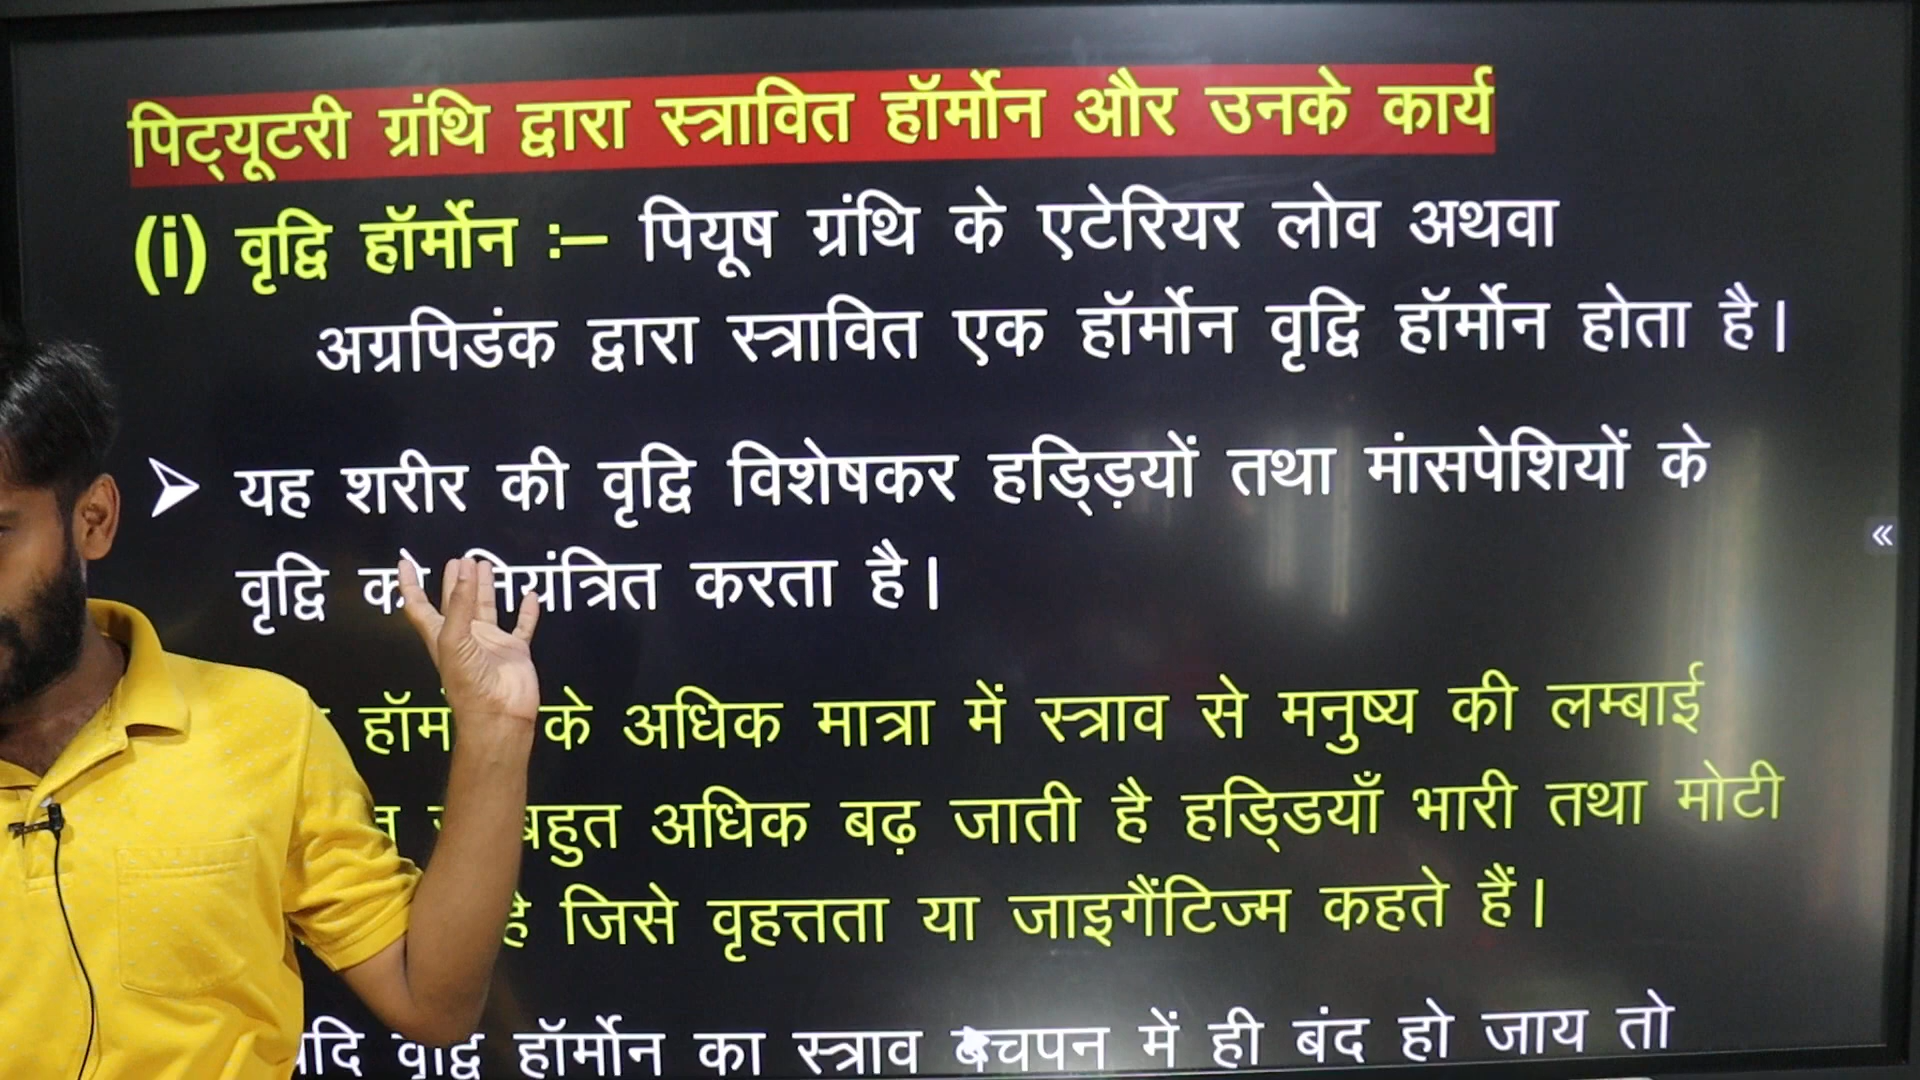 पिट्यूटरी ग्रंथि द्वारा स्त्रावित हॉर्मोन और उनके कार्य
(i) वृद्वि हॉर्मोन :– पियूष ग्रंथि के एटेरियर लोव अथवा
अग्रपिडंक द्वारा स्त्रावित एक हॉर्मोन वृद्वि हॉर्मोन होता है।
➢ यह शरीर की वृद्वि विशेषकर हड्ड़ियों तथा मांसपेशियों के
वृद्वि को नियंत्रित करता है।
के अधिक मात्रा में स्त्राव से मनुष्य की लम्बाई
बहुत अधिक बढ़ जाती है हड्डियाँ भारी तथा मोटी
जिसे वृहत्तता या जाइगैंटिज्म कहते हैं।
हॉर्मोन का स्त्राव बचपन में ही बंद हो जाय तो
«